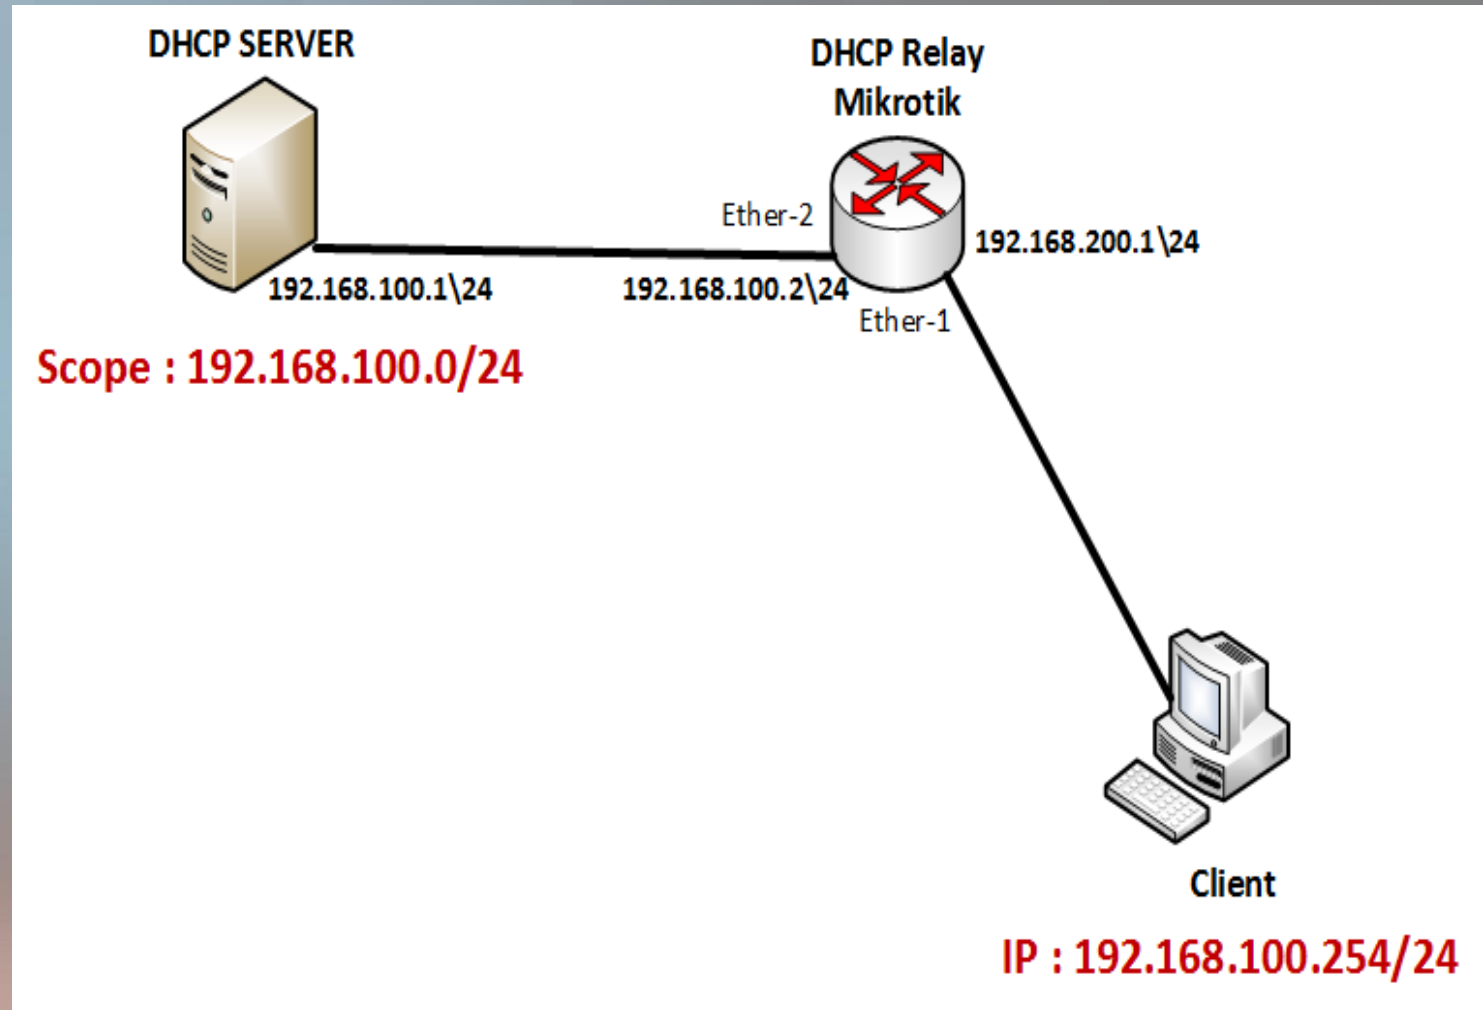 DHCP SERVER
DHCP Relay
Mikrotik
Ether-2
192.168.200.1\24
192.168.100.1\24
192.168.100.2\24
Ether-1
Scope : 192.168.100.0/24
Client
IP : 192.168.100.254/24